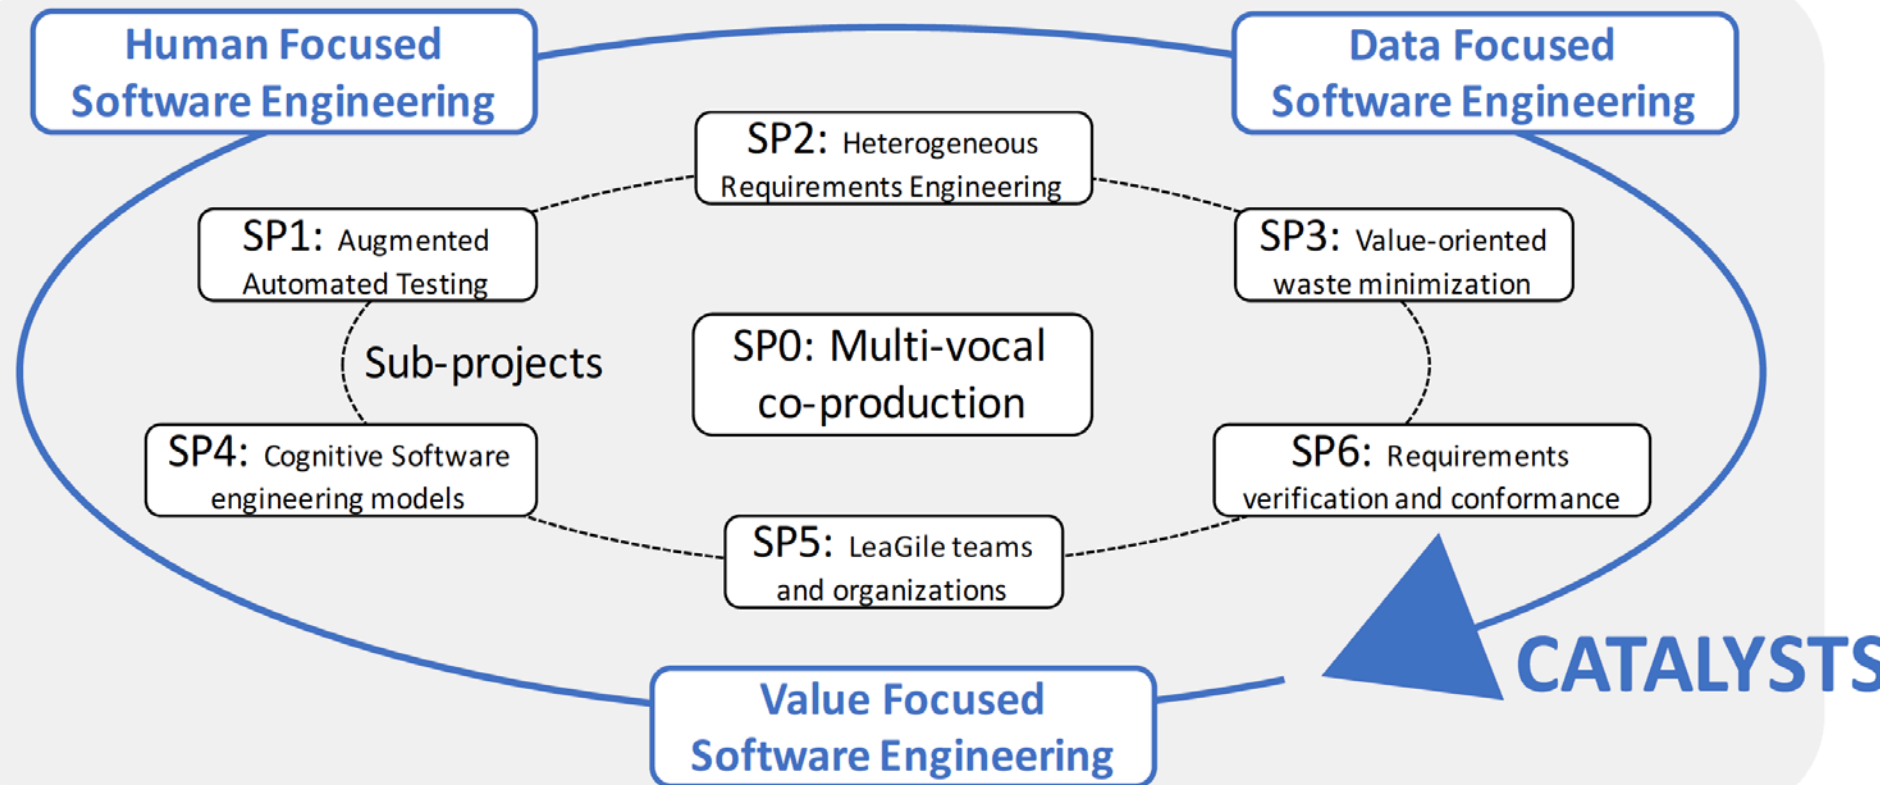 Human Focused
Software Engineering
Data Focused
Software Engineering
SP2: Heterogeneous
Requirements Engineering
SP1: Augmented
Automated Testing
SP3: Value-oriented
waste minimization
Sub-projects
SP0: Multi-vocal
co-production
SP4: Cognitive Software
engineering models
SP6: Requirements
verification and conformance
SP5: LeaGile teams
and organizations
CATALYSTS
Value Focused
Software Engineering